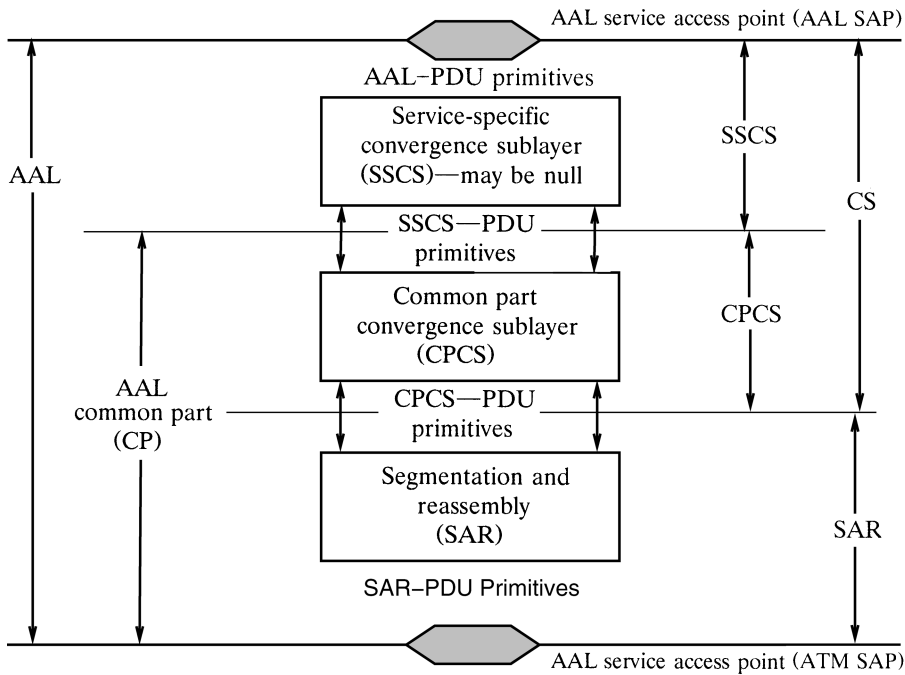 AAL service access point (AAL SAP)
AAL–PDU primitives
Service-specific
convergence sublayer
(SSCS)—may be null
SSCS
AAL
CS
SSCS—PDU
primitives
Common part
convergence sublayer
(CPCS)
CPCS
AAL
common part
(CP)
CPCS—PDU
primitives
Segmentation and
reassembly
(SAR)
SAR
SAR–PDU Primitives
AAL service access point (ATM SAP)